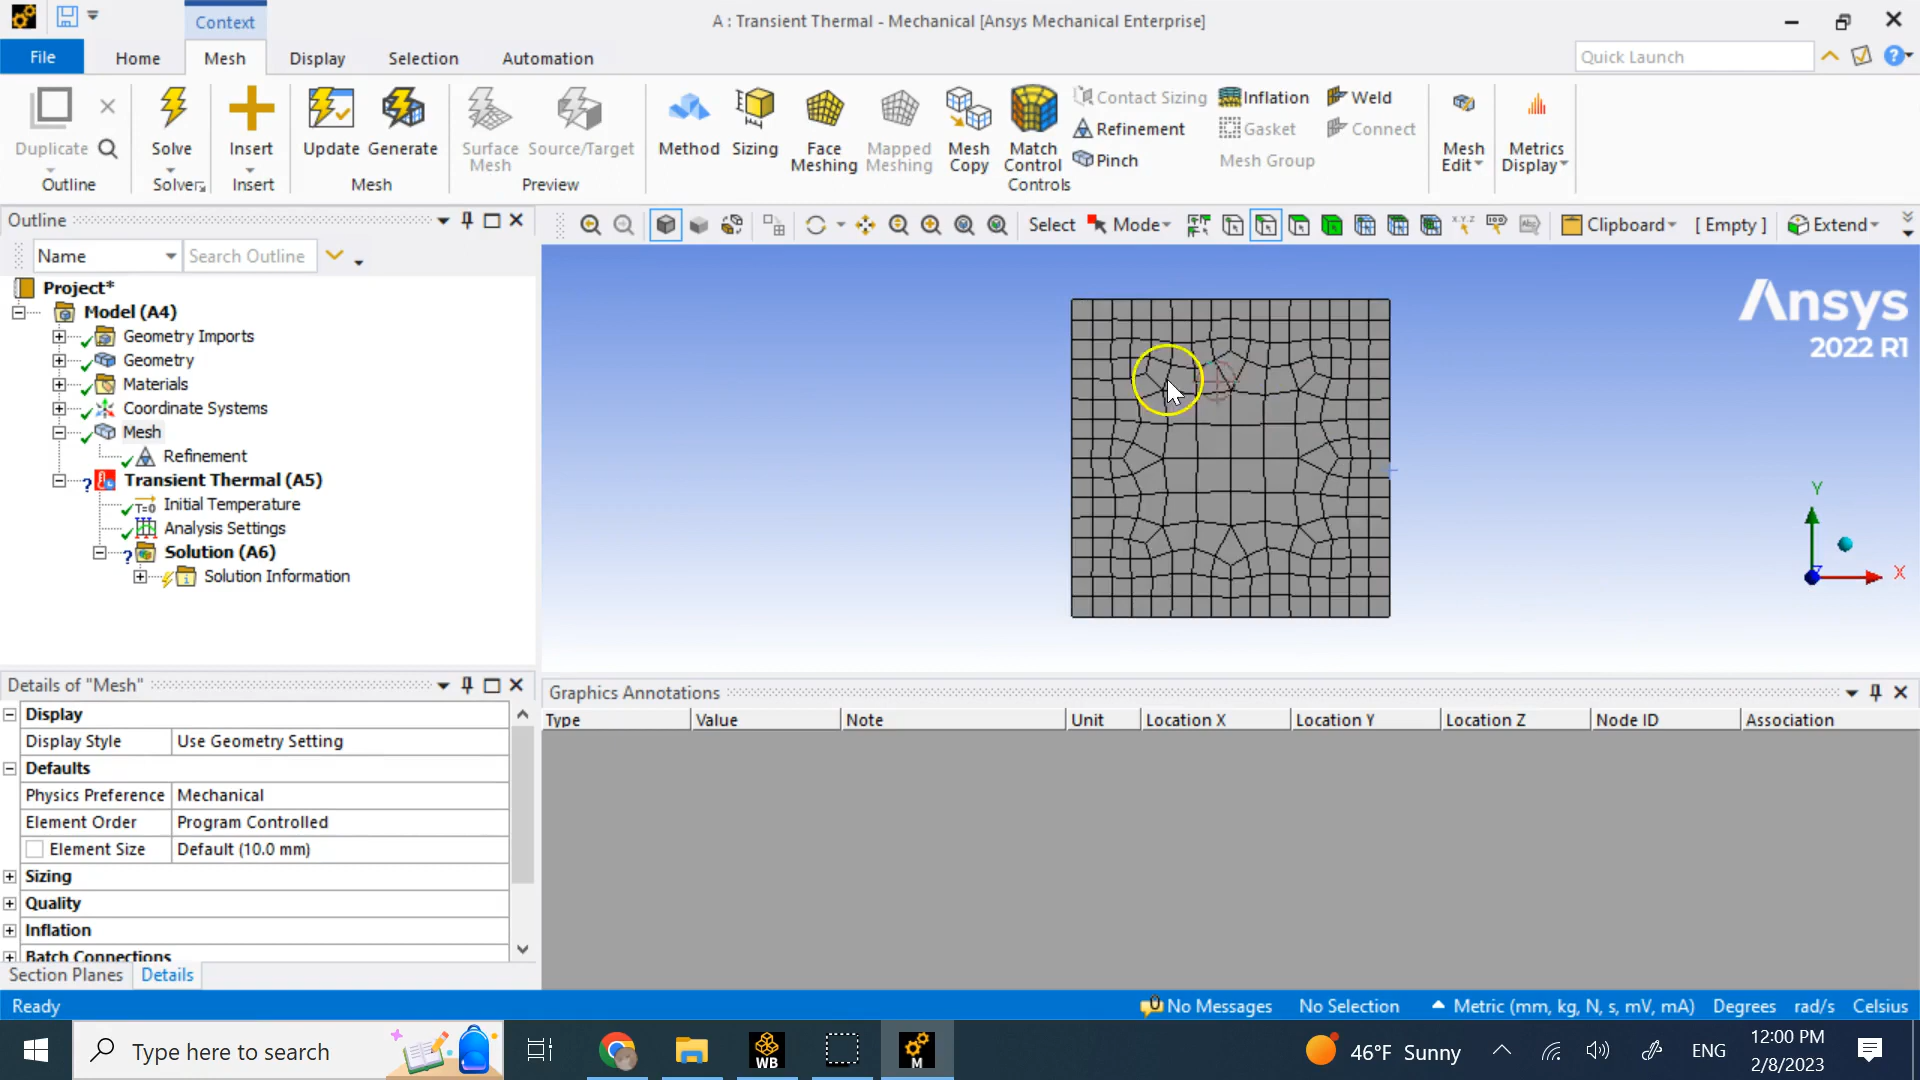 Context
A : Transient Thermal - Mechanical [Ansys Mechanical Enterprise]
File
Home
Mesh
Display
Selection
Automation
Quick Launch
Duplicate
Outline
Solve
Solver
Insert
Insert
Update
Generate
Mesh
Surface Mesh
Source/Target
Preview
Method
Sizing
Face Meshing
Mapped Meshing
Mesh Copy
Match Control
Contact Sizing
Refinement
Pinch
Inflation
Gasket
Mesh Group
Weld
Connect
Controls
Mesh Edit
Metrics Display
Outline
Name
Search Outline
Select
Mode
X,Y,Z
Clipboard
[ Empty ]
Extend
Project*
Model (A4)
Geometry Imports
Geometry
Materials
Coordinate Systems
Mesh
Refinement
Transient Thermal (A5)
T=0 Initial Temperature
Analysis Settings
Solution (A6)
Solution Information
Ansys
2022 R1
Y
X
Details of "Mesh"
Display
Display Style Use Geometry Setting
Defaults
Physics Preference Mechanical
Element Order Program Controlled
Element Size Default (10.0 mm)
Sizing
Quality
Inflation
Batch Connections
Section Planes
Details
Graphics Annotations
Type Value Note Unit Location X Location Y Location Z Node ID Association
Ready
No Messages
No Selection
Metric (mm, kg, N, s, mV, mA)
Degrees
rad/s
Celsius
Type here to search
WB
M
46°F Sunny
ENG
12:00 PM
2/8/2023